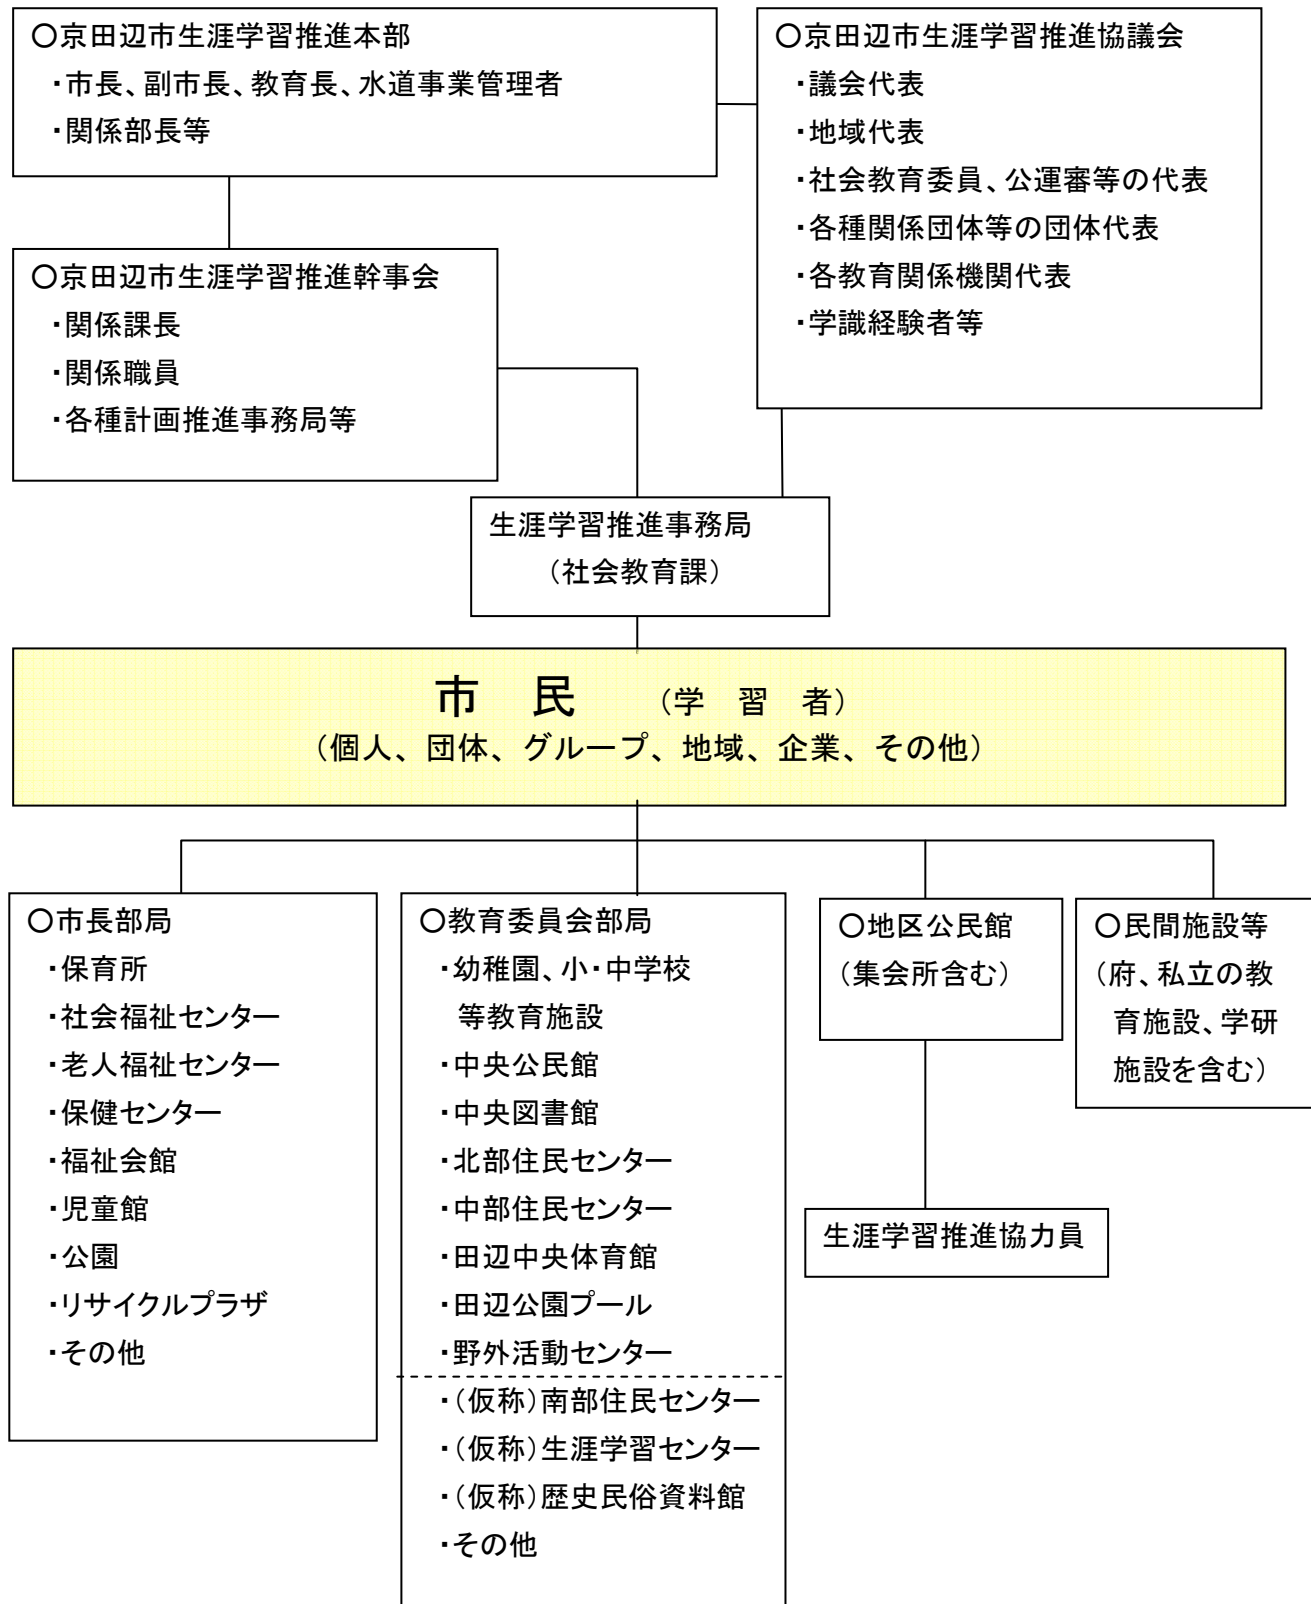 〇京田辺市生涯学習推進本部
・市長、副市長、教育長、水道事業管理者
・関係部長等
〇京田辺市生涯学習推進協議会
・議会代表
・地域代表
・社会教育委員、公運審等の代表
・各種関係団体等の団体代表
・各教育関係機関代表
・学識経験者等
〇京田辺市生涯学習推進幹事会
・関係課長
・関係職員
・各種計画推進事務局等
生涯学習推進事務局
（社会教育課）
市　民　（学　習　者）
（個人、団体、グループ、地域、企業、その他）
〇市長部局
・保育所
・社会福祉センター
・老人福祉センター
・保健センター
・福祉会館
・児童館
・公園
・リサイクルプラザ
・その他
〇教育委員会部局
・幼稚園、小・中学校
等教育施設
・中央公民館
・中央図書館
・北部住民センター
・中部住民センター
・田辺中央体育館
・田辺公園プール
・野外活動センター
・（仮称）南部住民センター
・（仮称）生涯学習センター
・（仮称）歴史民俗資料館
・その他
〇地区公民館
（集会所含む）
生涯学習推進協力員
〇民間施設等
（府、私立の教
育施設、学研
施設を含む）